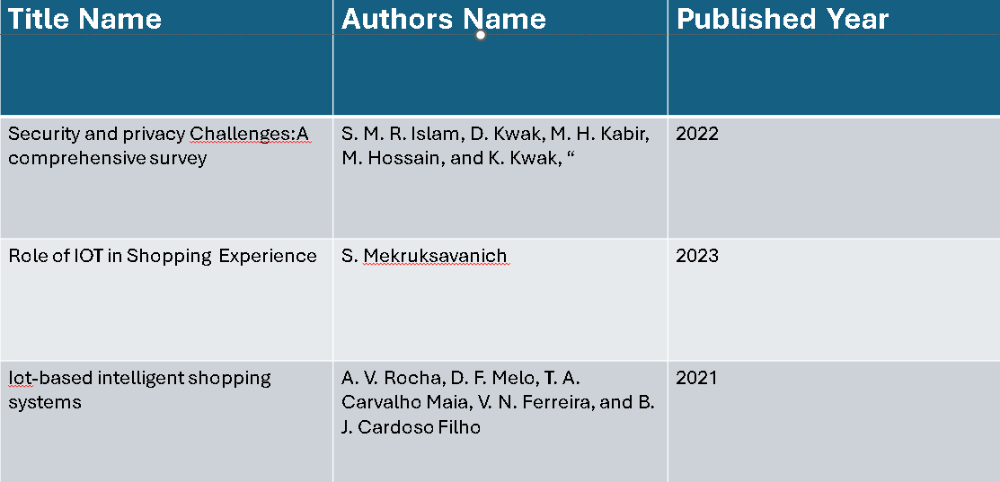 Title Name
Authors Name
Published Year
Security and privacy Challenges:A
comprehensive survey
S. M. R. Islam, D. Kwak, M. H. Kabir,
M. Hossain, and K. Kwak, “
2022
Role of IOT in Shopping Experience
S. Mekruksavanich
2023
Iot-based intelligent shopping
systems
A. V. Rocha, D. F. Melo, T. A.
Carvalho Maia, V. N. Ferreira, and B.
J. Cardoso Filho
2021